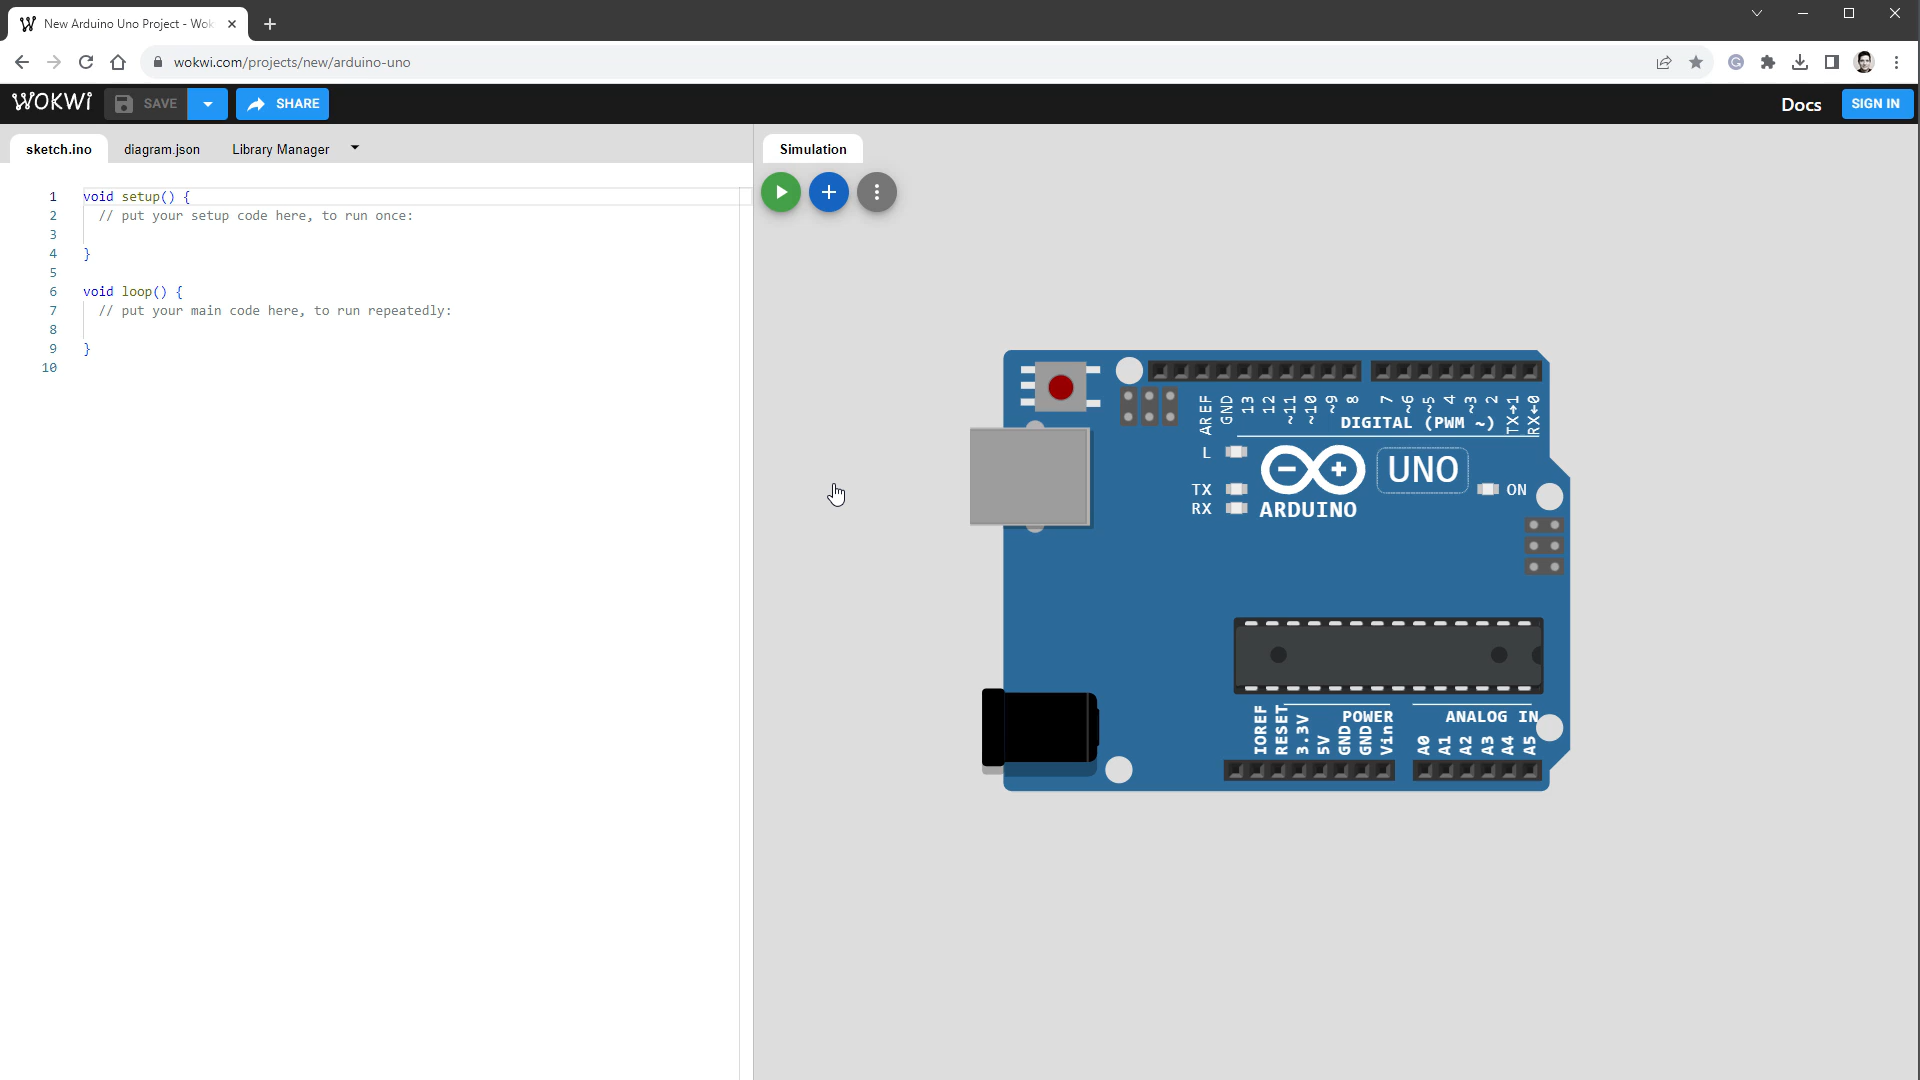 New Arduino Uno Project - Wok
wokwi.com/projects/new/arduino-uno
WOKWI
SAVE
SHARE
Docs
SIGN IN
sketch.ino
diagram.json
Library Manager
Simulation
1 void setup() {
2 // put your setup code here, to run once:
3
4 }
5
6 void loop() {
7 // put your main code here, to run repeatedly:
8
9 }
10
AREF
GND
13
12
~11
~10
~9
8
7
~6
~5
4
~3
2
TX→1
RX←0
DIGITAL (PWM ~)
L
UNO
TX
ON
RX
ARDUINO
IOREF
RESET
3.3V
5V
GND
GND
Vin
POWER
ANALOG IN
A0
A1
A2
A3
A4
A5